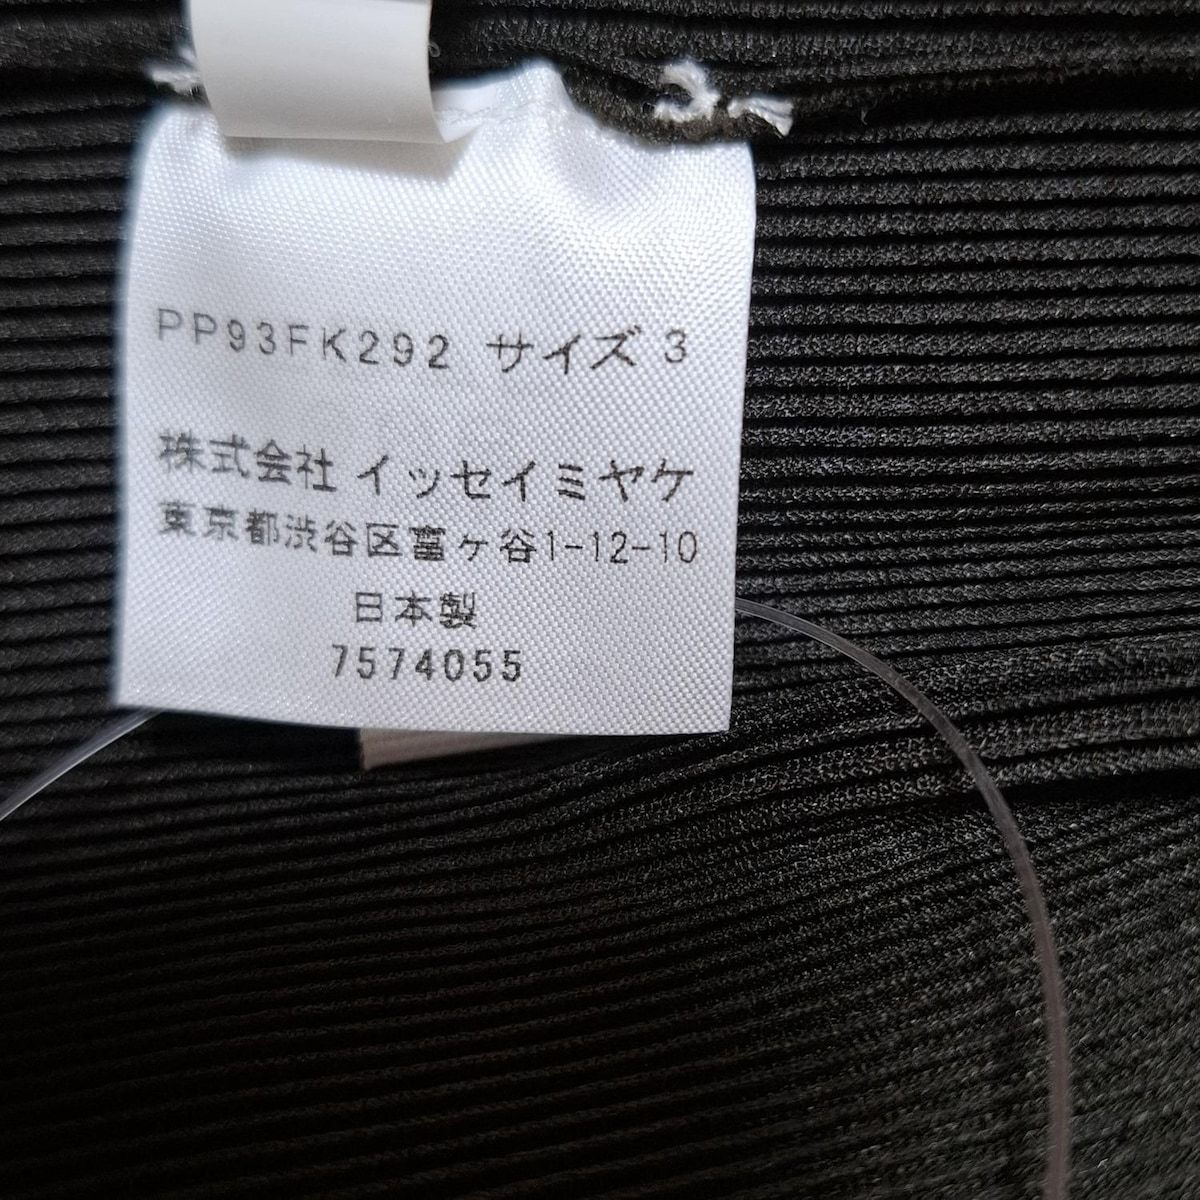 PP93FK292 サイズ 3
株式会社 イッセイミヤケ
東京都渋谷区富ヶ谷1-12-10
日本製
7574055